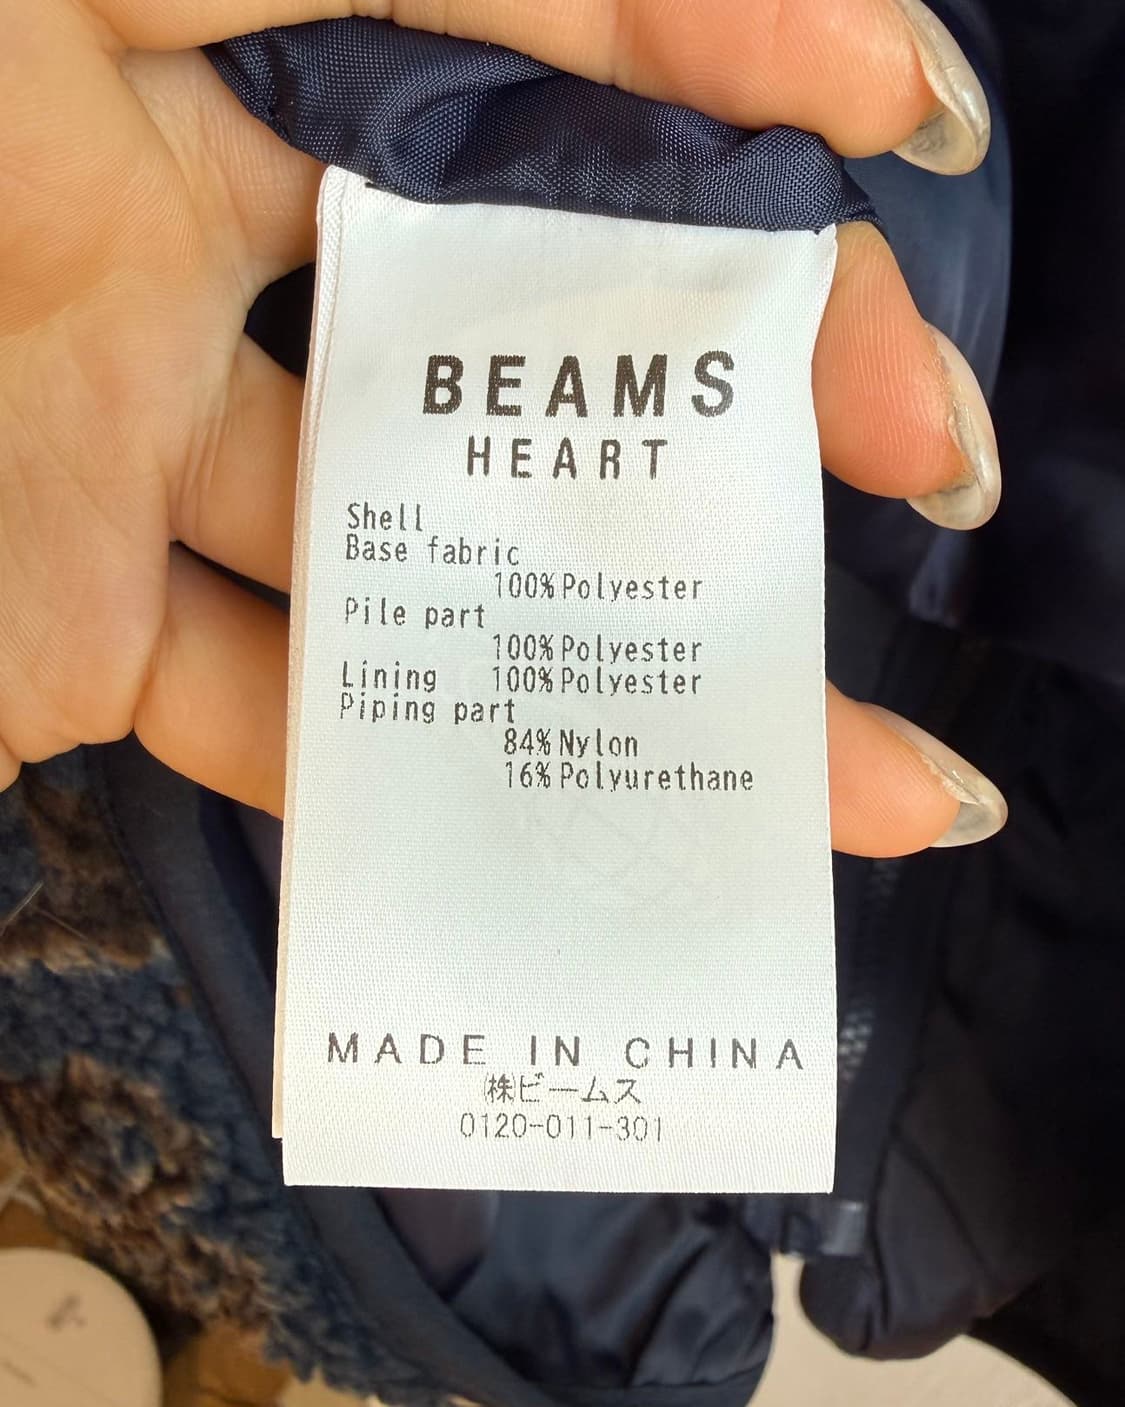 BEAMS
HEART
Shell
Base fabric
100% Polyester
Pile part
100% Polyester
Lining 100% Polyester
Piping part
84% Nylon
16% Polyurethane
MADE IN CHINA
㈱ビームス
0120-011-301